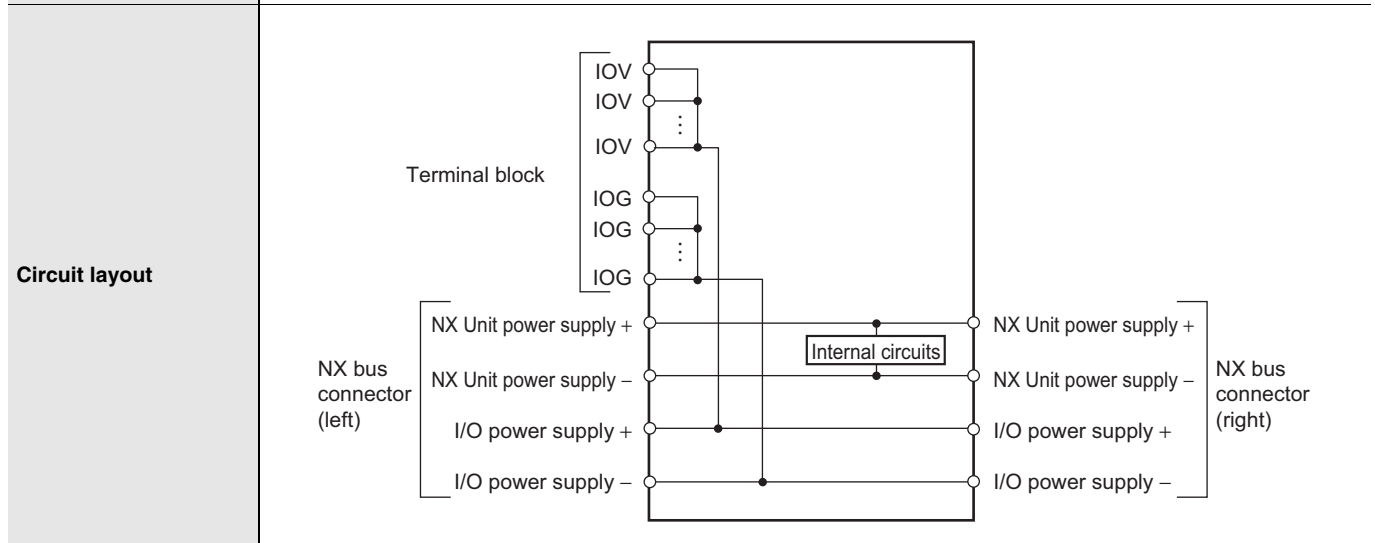 Circuit layout
Terminal block
IOV
IOV
IOV
IOG
IOG
IOG
NX bus
connector
(left)
NX Unit power supply +
NX Unit power supply −
I/O power supply +
I/O power supply −
Internal circuits
NX Unit power supply +
NX Unit power supply −
I/O power supply +
I/O power supply −
NX bus
connector
(right)